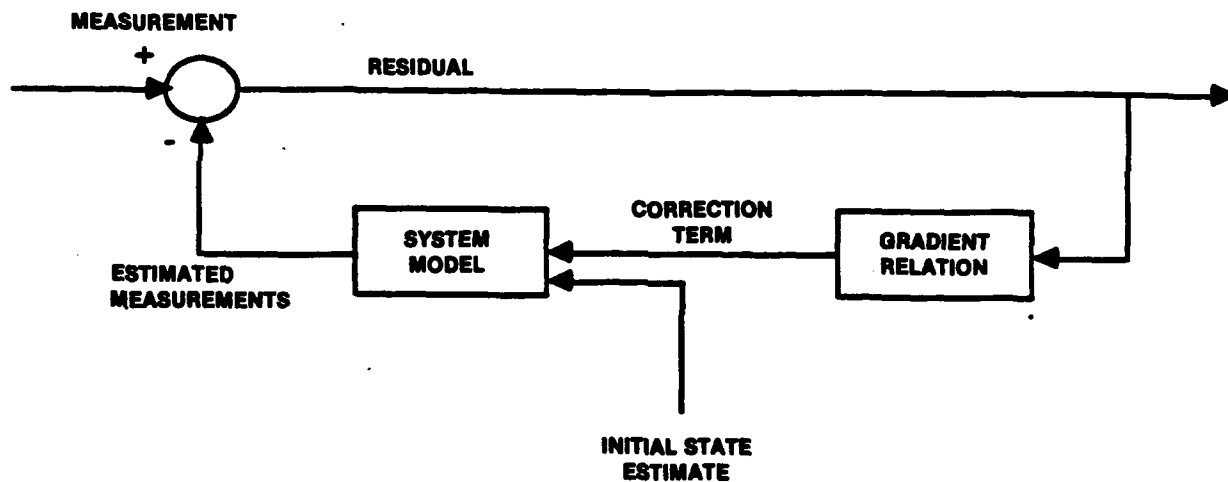 MEASUREMENT
+
RESIDUAL
-
CORRECTION
TERM
SYSTEM
MODEL
GRADIENT
RELATION
ESTIMATED
MEASUREMENTS
INITIAL STATE
ESTIMATE